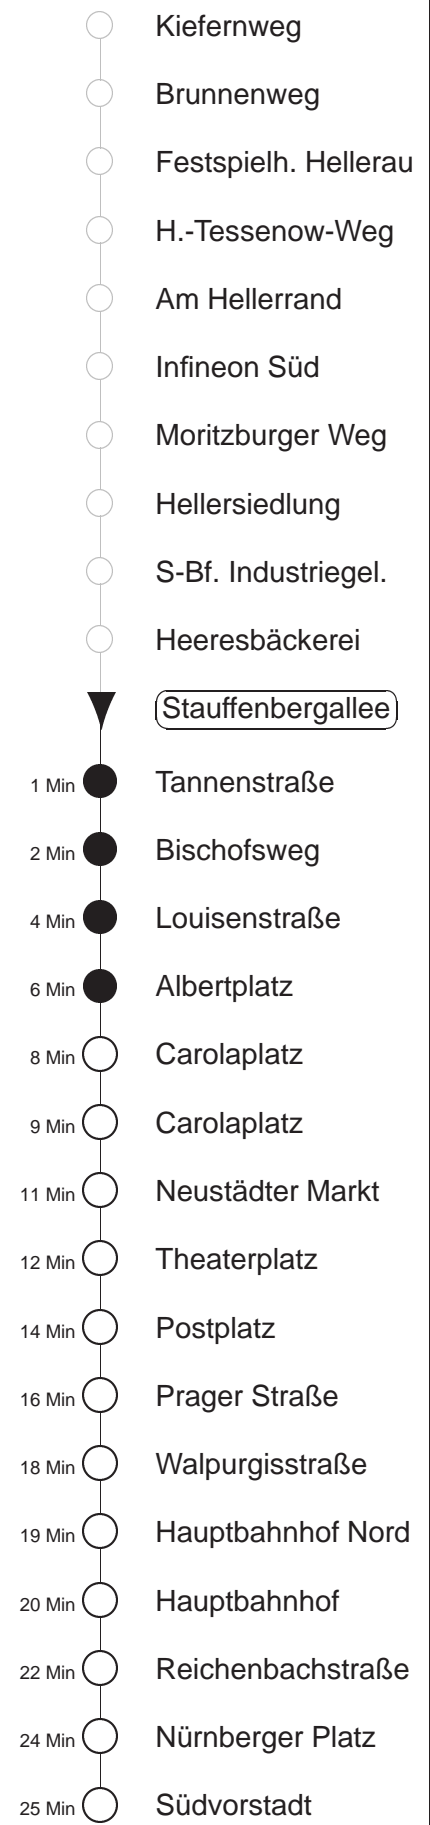 Kiefernweg
Brunnenweg
Festspielh. Hellerau
H.-Tessenow-Weg
Am Hellerrand
Infineon Süd
Moritzburger Weg
Hellersiedlung
S-Bf. Industriegel.
Heeresbäckerei
Stauffenbergallee
1 Min Tannenstraße
2 Min Bischofsweg
4 Min Louisenstraße
6 Min Albertplatz
8 Min Carolaplatz
9 Min Carolaplatz
11 Min Neustädter Markt
12 Min Theaterplatz
14 Min Postplatz
16 Min Prager Straße
18 Min Walpurgisstraße
19 Min Hauptbahnhof Nord
20 Min Hauptbahnhof
22 Min Reichenbachstraße
24 Min Nürnberger Platz
25 Min Südvorstadt